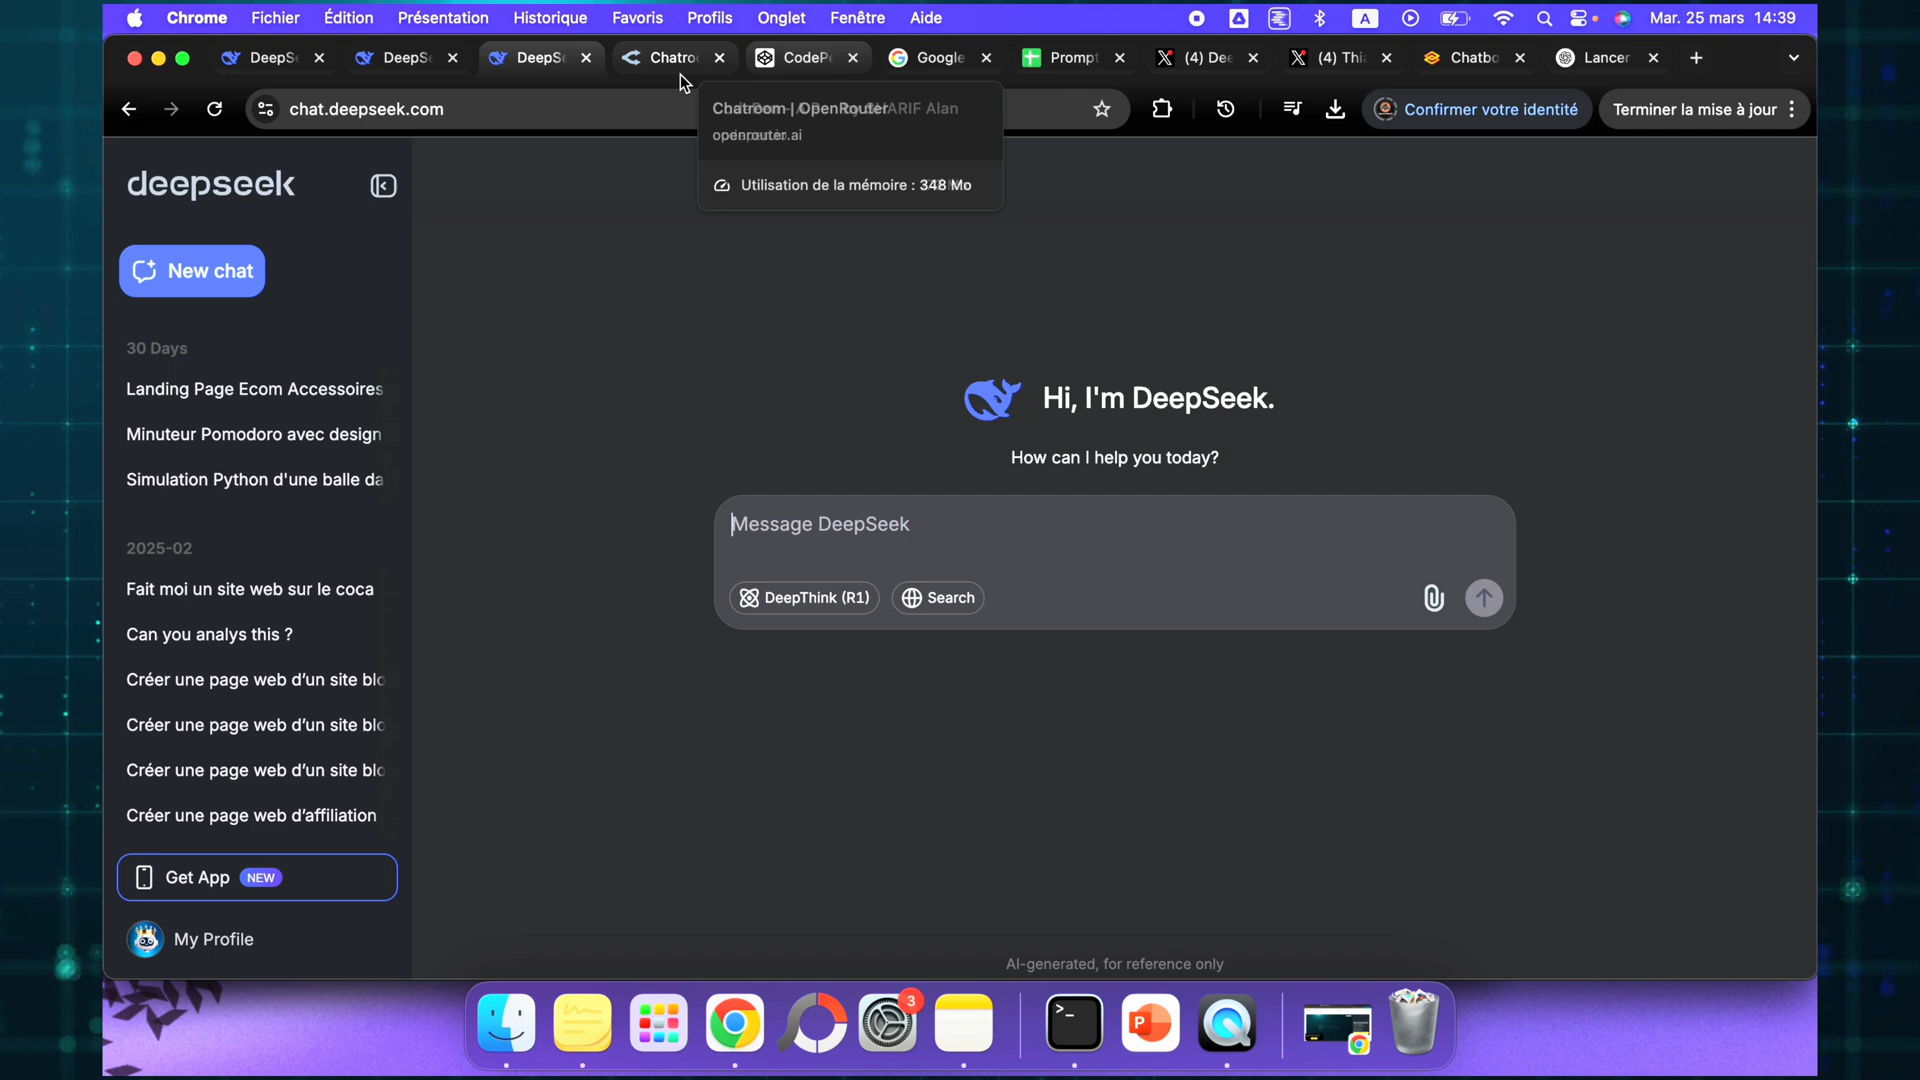 Chrome Fichier Édition Présentation Historique Favoris Profils Onglet Fenêtre Aide A Mar. 25 mars 14:39
DeepS DeepS DeepS Chatro CodeP Google Prompt (4) Dee (4) Thi Chatbo Lancer
chat.deepseek.com Confirmer votre identité Terminer la mise à jour
Chatroom | OpenRouter ARIF Alan
openrouter.ai
Utilisation de la mémoire : 348 Mo
deepseek
New chat
30 Days
Landing Page Ecom Accessoires
Minuteur Pomodoro avec design
Simulation Python d'une balle da
2025-02
Fait moi un site web sur le coca
Can you analys this ?
Créer une page web d'un site blo
Créer une page web d'un site blo
Créer une page web d'un site blo
Créer une page web d'affiliation
Get App NEW
My Profile
Hi, I'm DeepSeek.
How can I help you today?
Message DeepSeek
DeepThink (R1) Search
AI-generated, for reference only
3
P